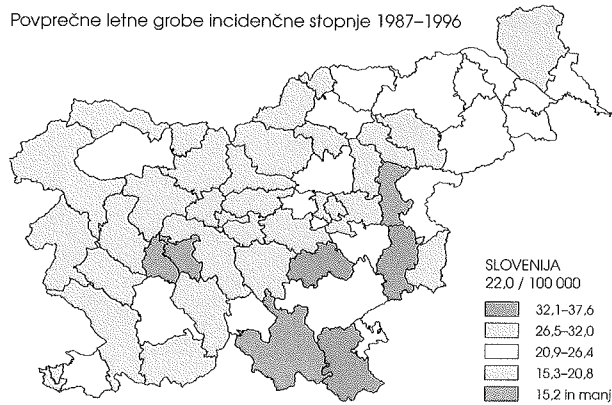 Povprečne letne grobe incidenčne stopnje 1987–1996
SLOVENIJA
22,0 / 100 000
32,1–37,6
26,5–32,0
20,9–26,4
15,3–20,8
15,2 in manj